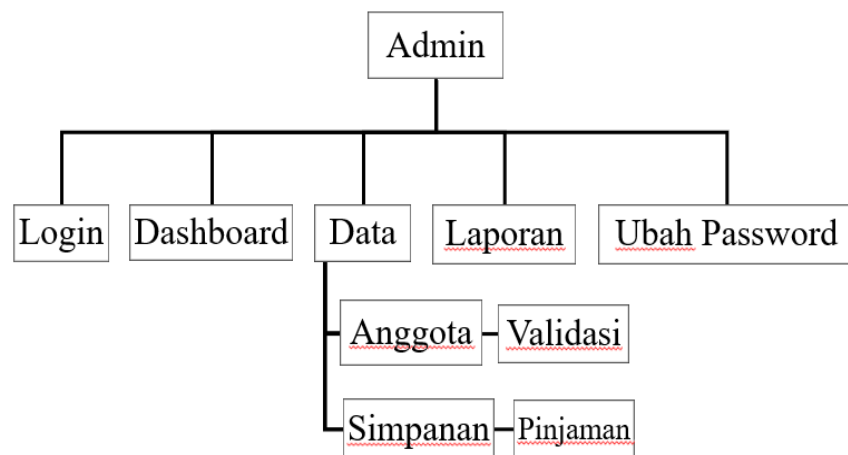 Admin
Login
Dashboard
Data
Laporan
Ubah Password
Anggota
Validasi
Simpanan
Pinjaman